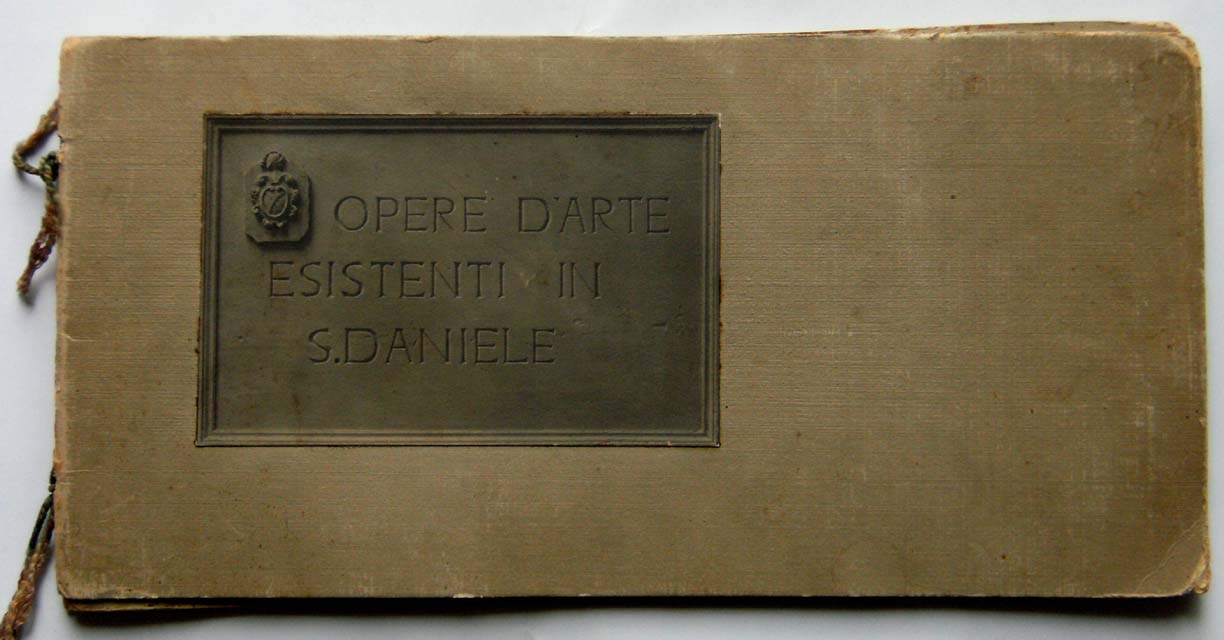 OPERE D'ARTE
ESISTENTI IN
S.DANIELE